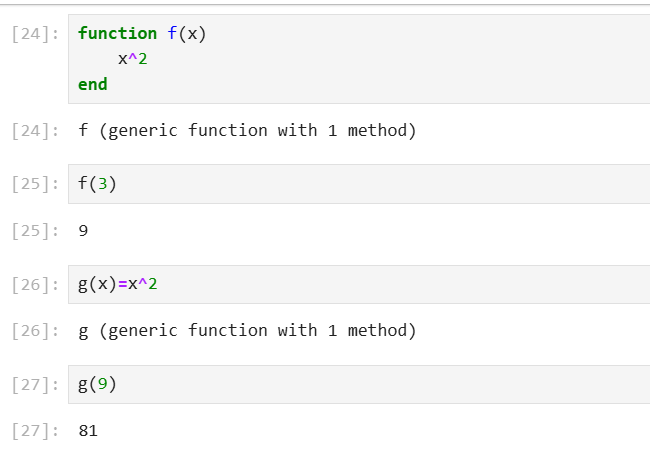 [24]: function f(x)
x^2
end
[24]: f (generic function with 1 method)
[25]: f(3)
[25]: 9
[26]: g(x)=x^2
[26]: g (generic function with 1 method)
[27]: g(9)
[27]: 81